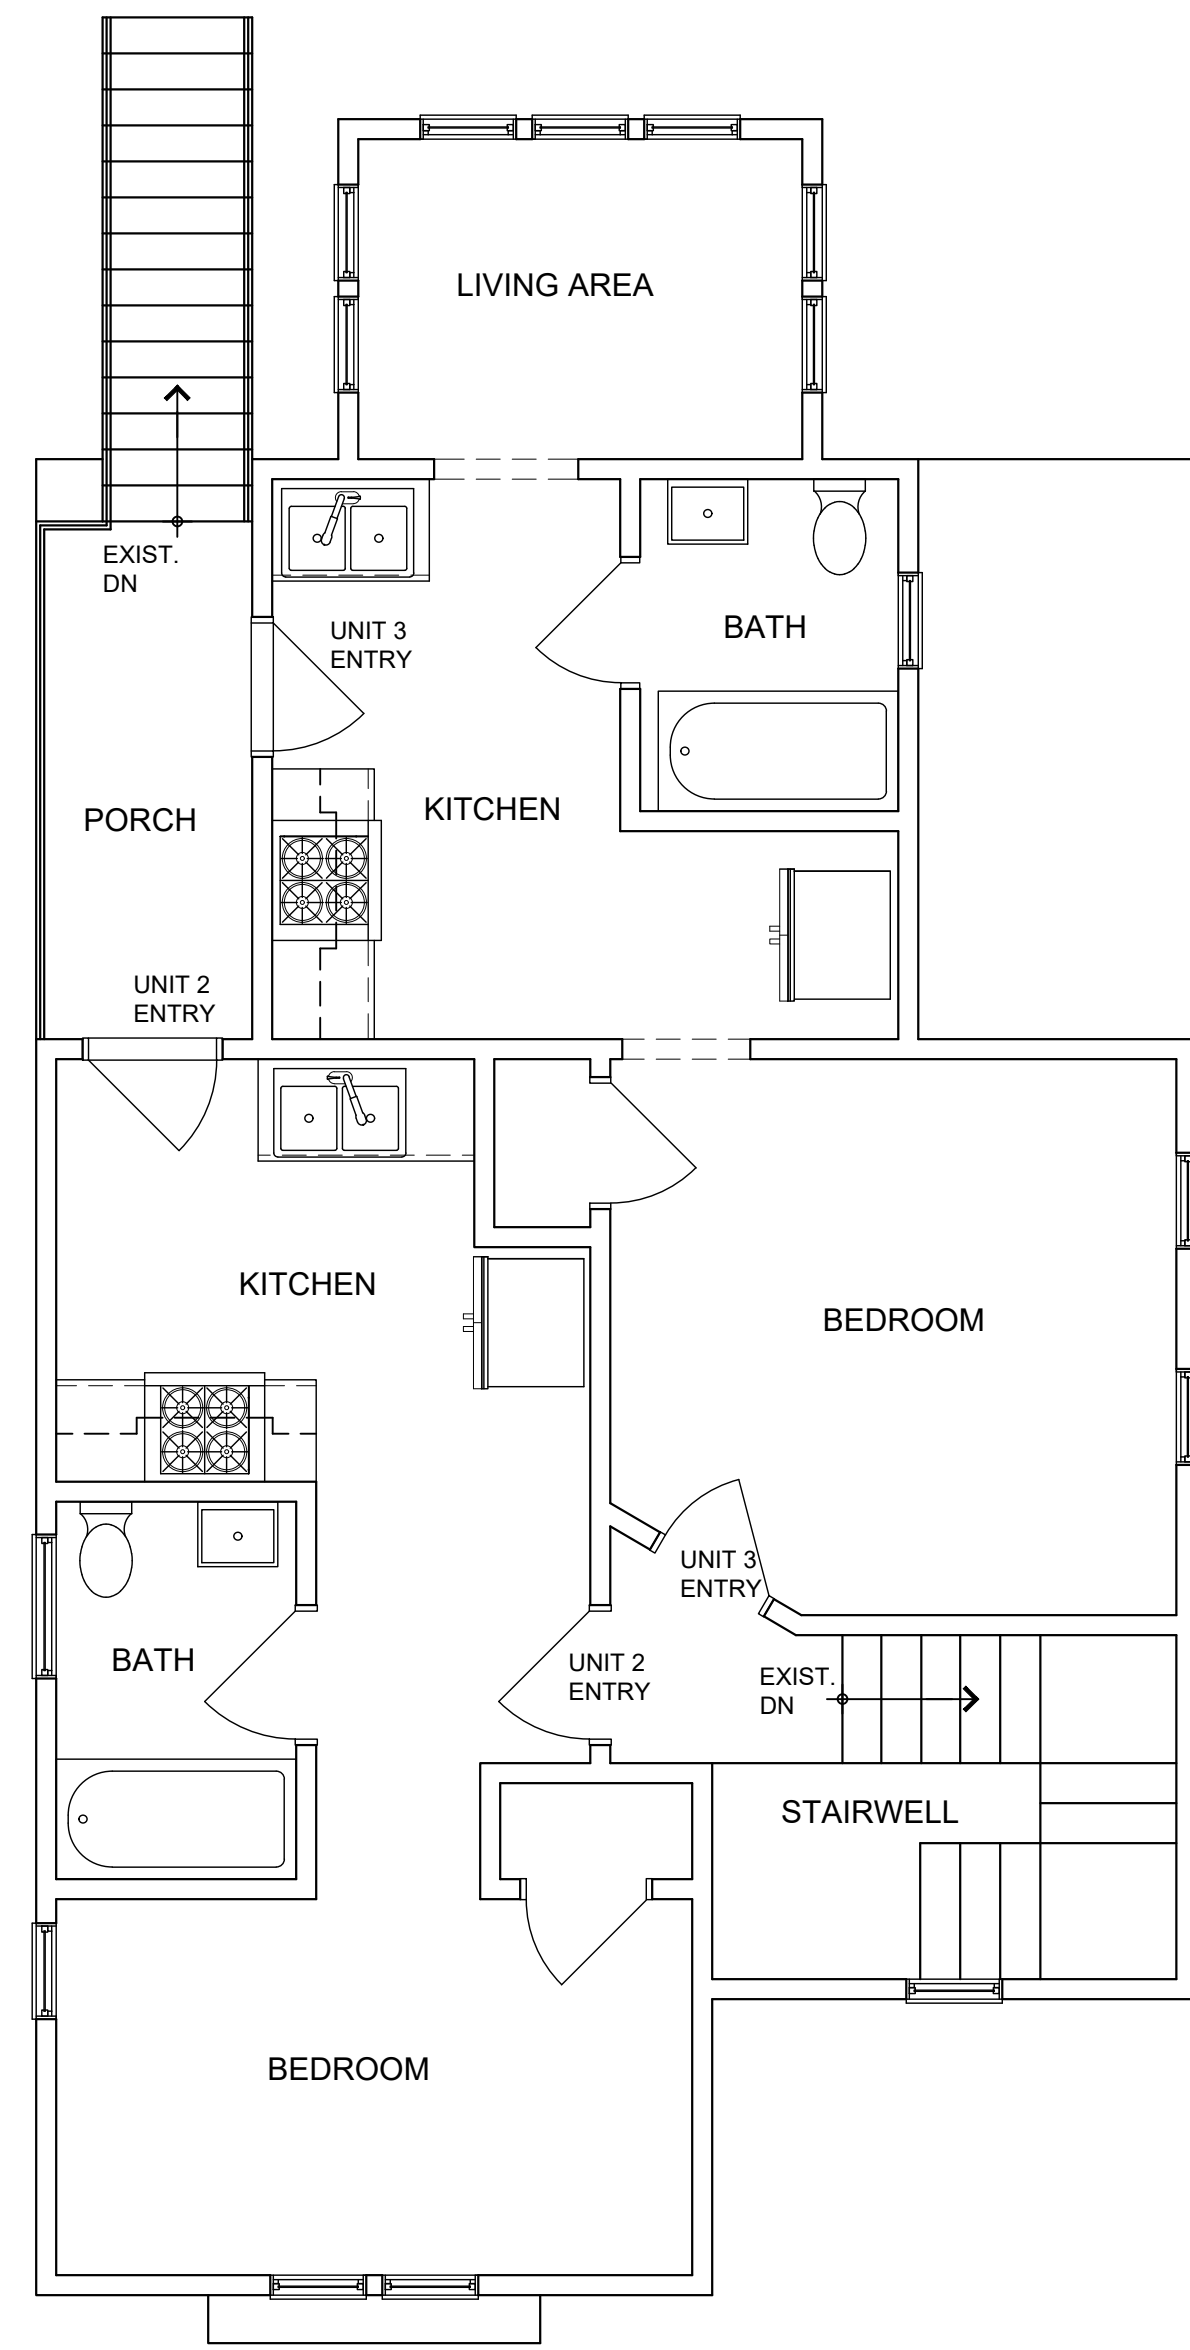 LIVING AREA
EXIST.
DN
UNIT 3
ENTRY
BATH
PORCH
KITCHEN
UNIT 2
ENTRY
KITCHEN
BEDROOM
UNIT 3
ENTRY
BATH
UNIT 2
ENTRY
EXIST.
DN
STAIRWELL
BEDROOM